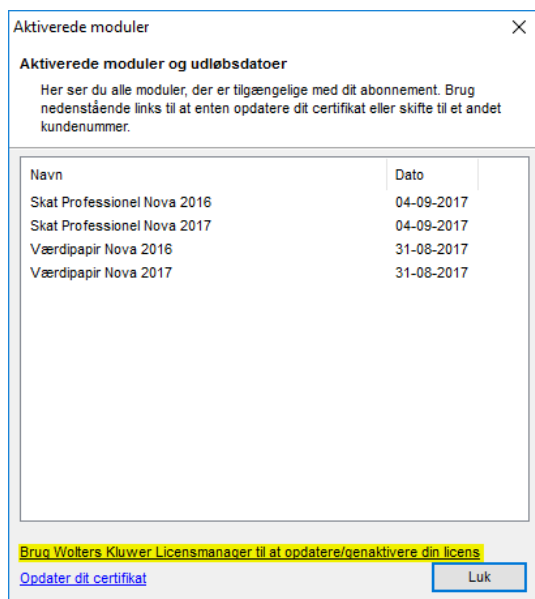 Aktiverede moduler
Aktiverede moduler og udløbsdatoer
Her ser du alle moduler, der er tilgængelige med dit abonnement. Brug
nedenstående links til at enten opdatere dit certifikat eller skifte til et andet
kundenummer.
Navn Dato
Skat Professionel Nova 2016 04-09-2017
Skat Professionel Nova 2017 04-09-2017
Værdipapir Nova 2016 31-08-2017
Værdipapir Nova 2017 31-08-2017
Brug Wolters Kluwer Licensmanager til at opdatere/genaktivere din licens
Opdater dit certifikat Luk